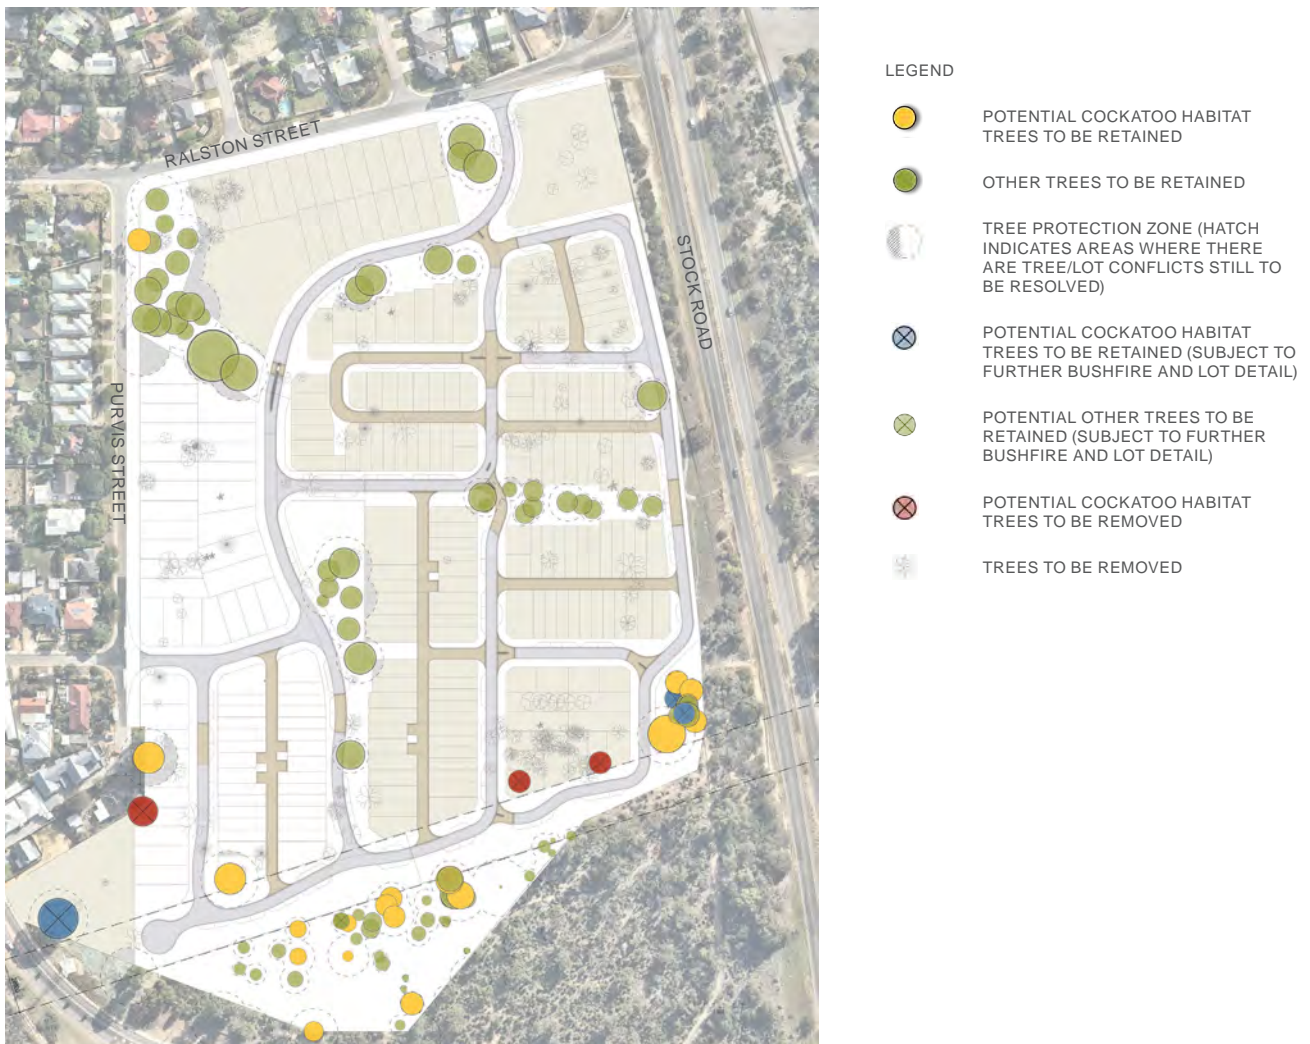 RALSTON STREET
STOCK ROAD
PURVIS STREET
LEGEND
POTENTIAL COCKATOO HABITAT
TREES TO BE RETAINED
OTHER TREES TO BE RETAINED
TREE PROTECTION ZONE (HATCH
INDICATES AREAS WHERE THERE
ARE TREE/LOT CONFLICTS STILL TO
BE RESOLVED)
POTENTIAL COCKATOO HABITAT
TREES TO BE RETAINED (SUBJECT TO
FURTHER BUSHFIRE AND LOT DETAIL)
POTENTIAL OTHER TREES TO BE
RETAINED (SUBJECT TO FURTHER
BUSHFIRE AND LOT DETAIL)
POTENTIAL COCKATOO HABITAT
TREES TO BE REMOVED
TREES TO BE REMOVED